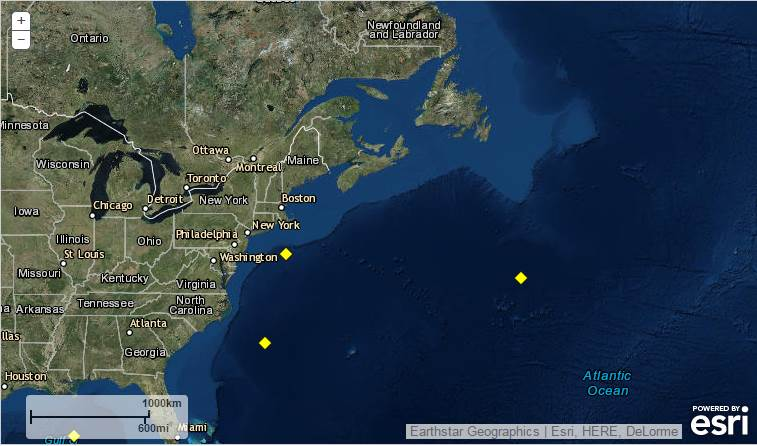 +
−
Ontario
Newfoundland
and Labrador
Minnesota
Wisconsin
Ottawa
Montreal
Maine
Toronto
Iowa
Chicago
Detroit
New York
Boston
Illinois
Ohio
Philadelphia
New York
St Louis
Missouri
Washington
Kentucky
Virginia
Arkansas
Tennessee
North
Carolina
Atlanta
Georgia
Houston
Atlantic
Ocean
1000km
600mi
Miami
Gulf
Earthstar Geographics | Esri, HERE, DeLorme
POWERED BY
esri